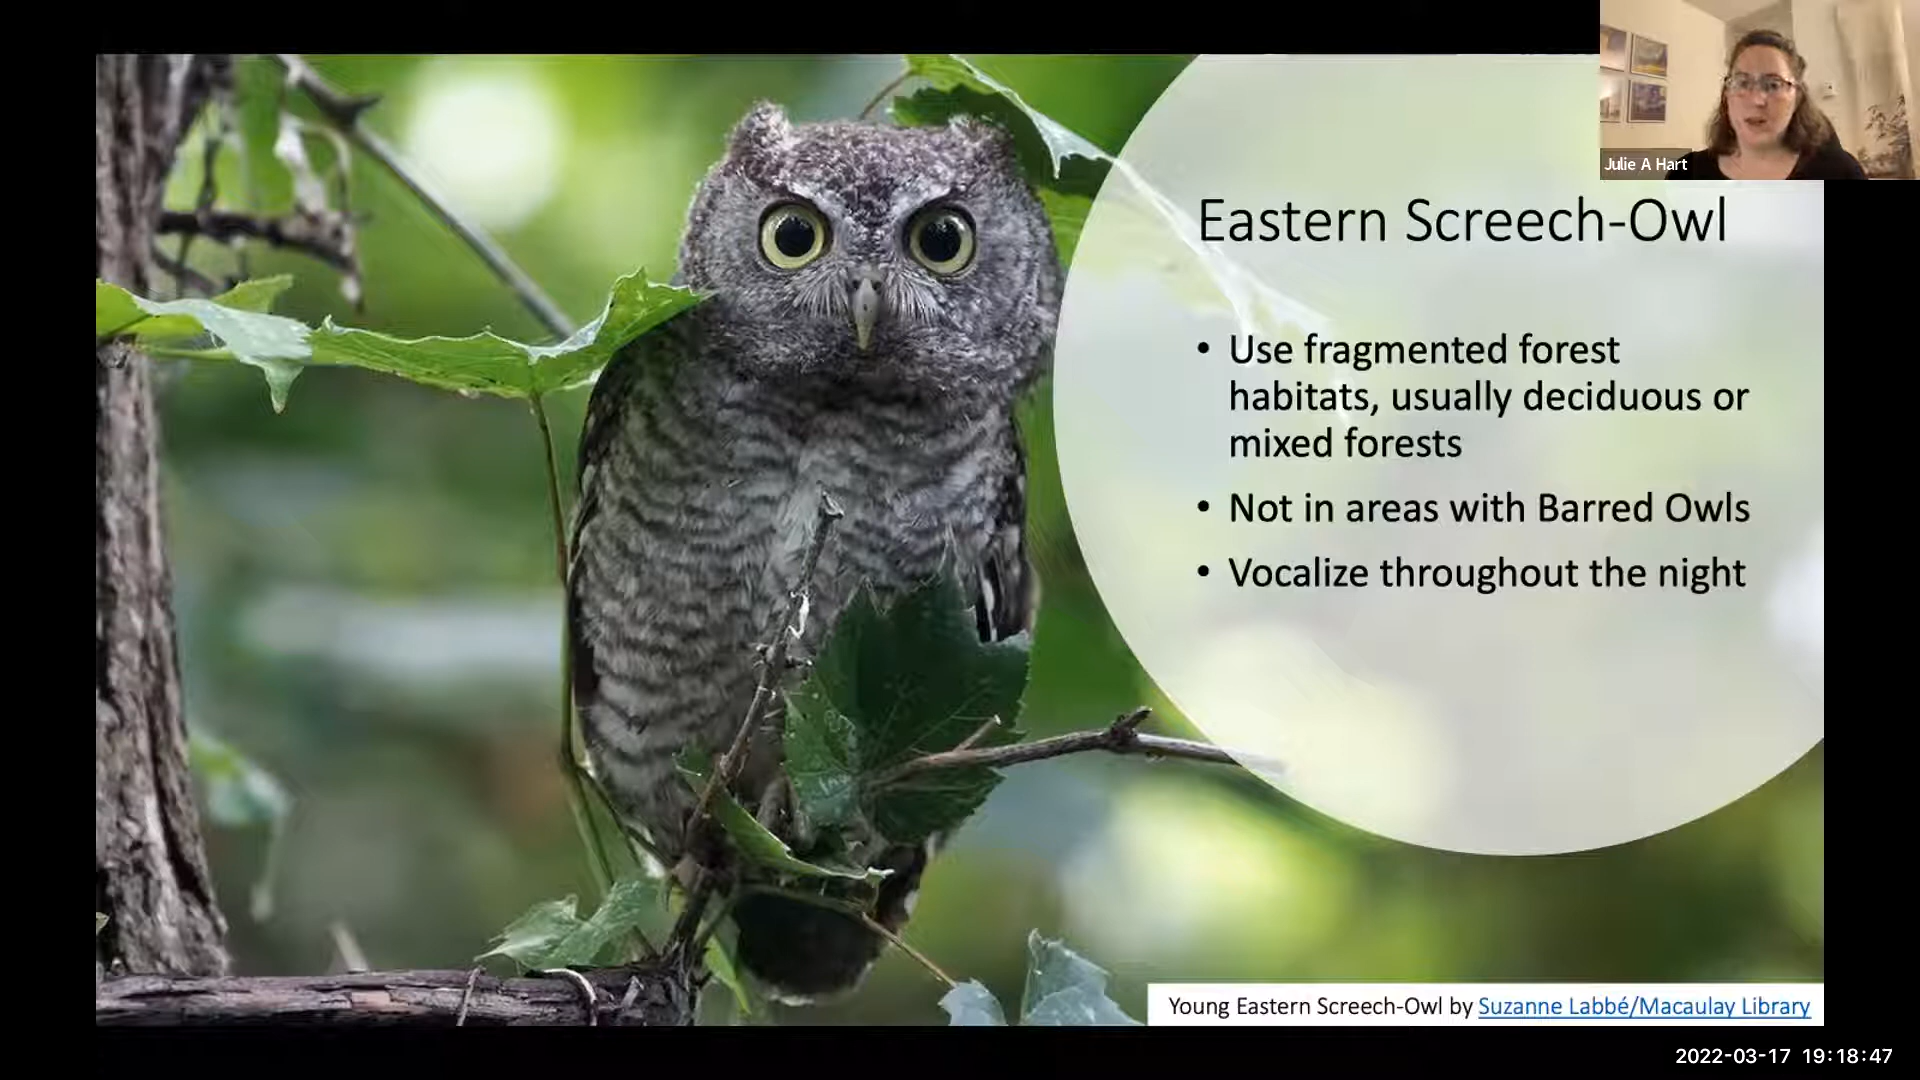 Julie A Hart
Eastern Screech-Owl
• Use fragmented forest
habitats, usually deciduous or
mixed forests
• Not in areas with Barred Owls
• Vocalize throughout the night
Young Eastern Screech-Owl by Suzanne Labbé/Macaulay Library
2022-03-17 19:18:47